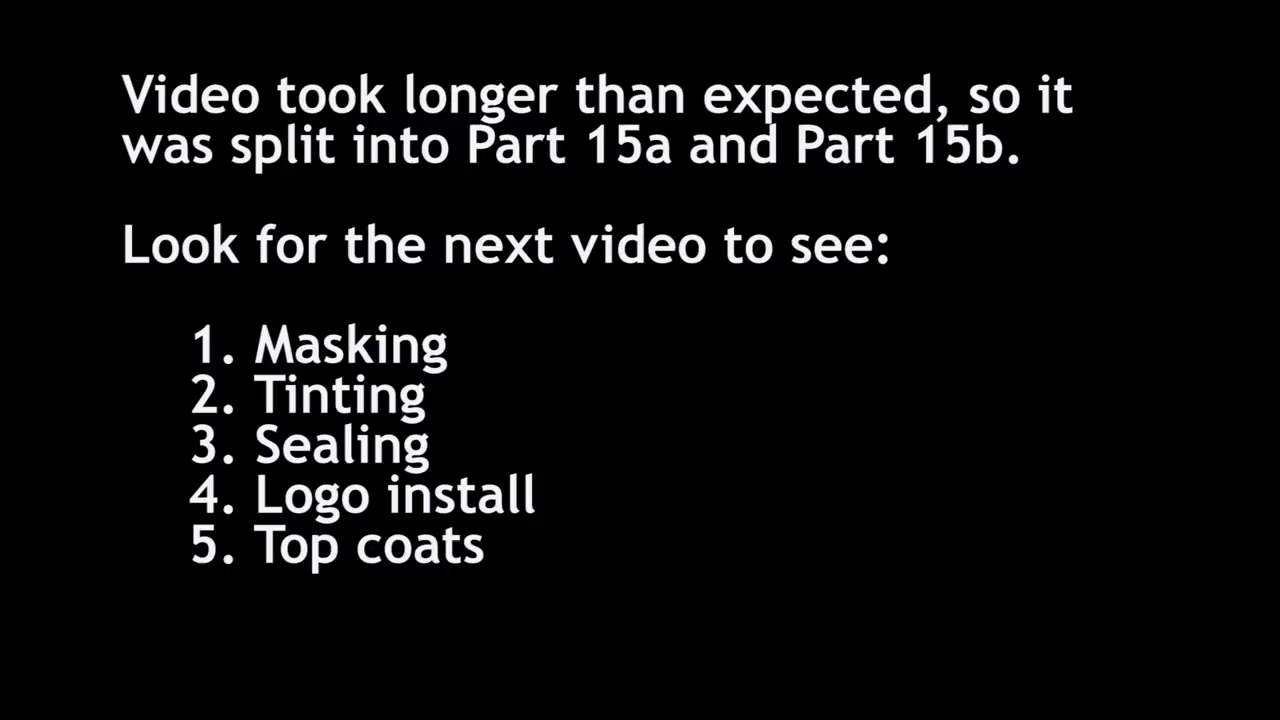 Video took longer than expected, so it
was split into Part 15a and Part 15b.
Look for the next video to see:
1. Masking
2. Tinting
3. Sealing
4. Logo install
5. Top coats